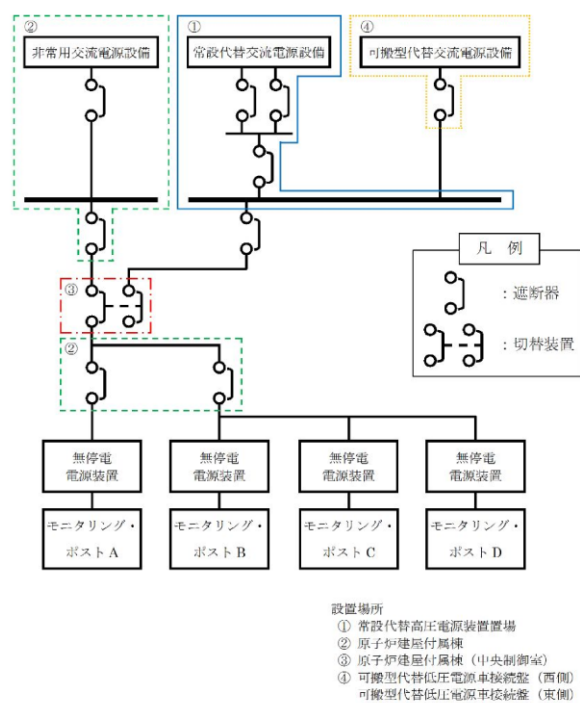 ②
非常用交流電源設備
①
常設代替交流電源設備
④
可搬型代替交流電源設備
凡 例
：遮断器
：切替装置
③
②
無停電
電源装置
無停電
電源装置
無停電
電源装置
無停電
電源装置
モニタリング・
ポスト A
モニタリング・
ポスト B
モニタリング・
ポスト C
モニタリング・
ポスト D
設置場所
① 常設代替高圧電源装置置場
② 原子炉建屋付属棟
③ 原子炉建屋付属棟（中央制御室）
④ 可搬型代替低圧電源車接続盤（西側）
可搬型代替低圧電源車接続盤（東側）